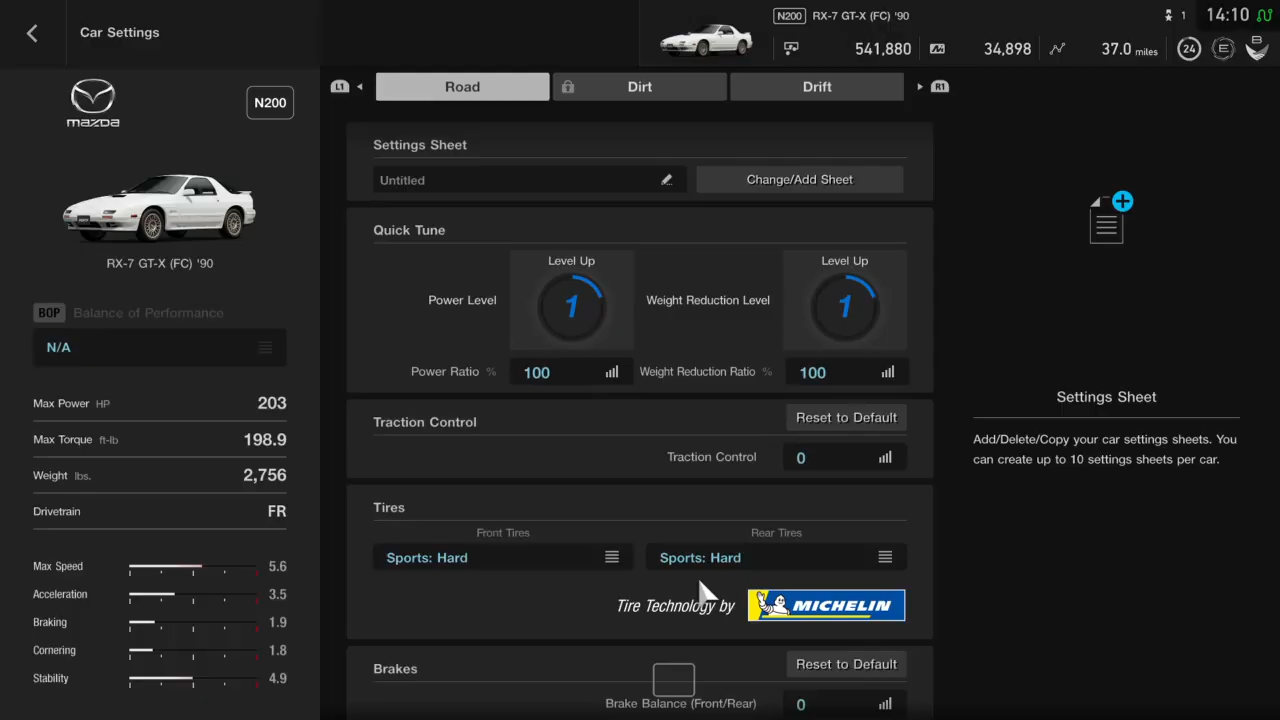 Car Settings
N200 RX-7 GT-X (FC) '90
1 14:10
541,880 34,898 37.0 miles 24 E B
mazda
N200
RX-7 GT-X (FC) '90
BOP Balance of Performance
N/A
Max Power HP 203
Max Torque ft-lb 198.9
Weight lbs. 2,756
Drivetrain FR
Max Speed 5.6
Acceleration 3.5
Braking 1.9
Cornering 1.8
Stability 4.9
L1 Road Dirt Drift R1
Settings Sheet
Untitled Change/Add Sheet
Quick Tune
Level Up Level Up
Power Level 1 Weight Reduction Level 1
Power Ratio % 100 Weight Reduction Ratio % 100
Traction Control Reset to Default
Traction Control 0
Tires
Front Tires Rear Tires
Sports: Hard Sports: Hard
Tire Technology by MICHELIN
Brakes Reset to Default
Brake Balance (Front/Rear) 0
Settings Sheet
Add/Delete/Copy your car settings sheets. You
can create up to 10 settings sheets per car.